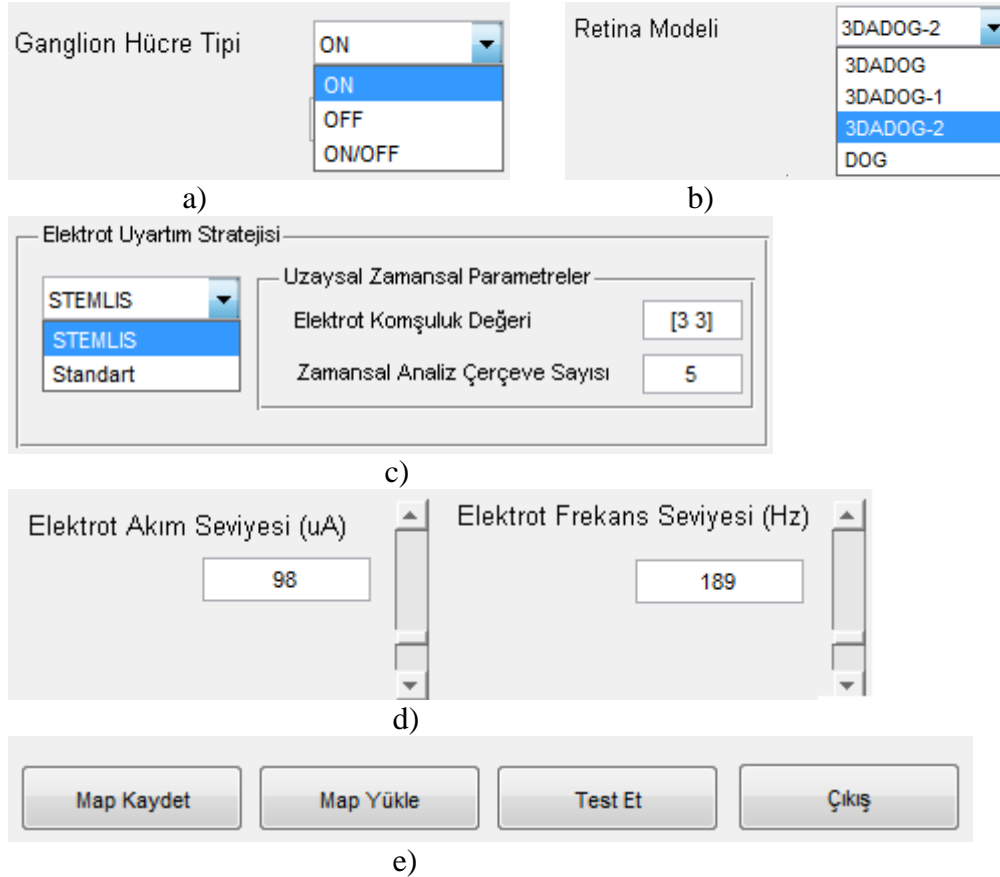 Ganglion Hücre Tipi
ON
ON
OFF
ON/OFF
a)
Retina Modeli
3DADOG-2
3DADOG
3DADOG-1
3DADOG-2
DOG
b)
Elektrot Uyartım Stratejisi
STEMLIS
STEMLIS
Standart
Uzaysal Zamansal Parametreler
Elektrot Komşuluk Değeri [3 3]
Zamansal Analiz Çerçeve Sayısı 5
c)
Elektrot Akım Seviyesi (uA)
98
Elektrot Frekans Seviyesi (Hz)
189
d)
Map Kaydet Map Yükle Test Et Çıkış
e)